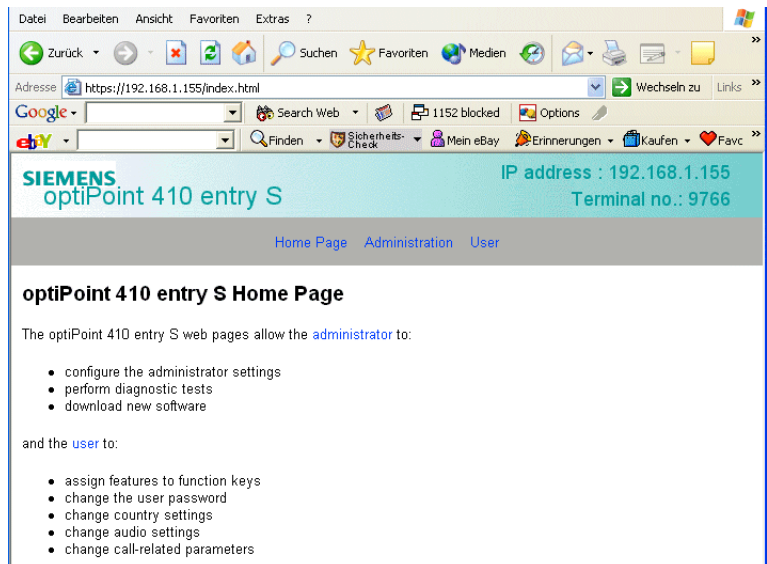 Datei Bearbeiten Ansicht Favoriten Extras ?
Zurück Suchen Favoriten Medien »
Adresse https://192.168.1.155/index.html Wechseln zu Links »
Google Search Web 1152 blocked Options
ebY Finden Sicherheits-Check Mein eBay Erinnerungen Kaufen Favc »
SIEMENS
optiPoint 410 entry S
IP address : 192.168.1.155
Terminal no.: 9766
Home Page Administration User
optiPoint 410 entry S Home Page
The optiPoint 410 entry S web pages allow the administrator to:
• configure the administrator settings
• perform diagnostic tests
• download new software
and the user to:
• assign features to function keys
• change the user password
• change country settings
• change audio settings
• change call-related parameters